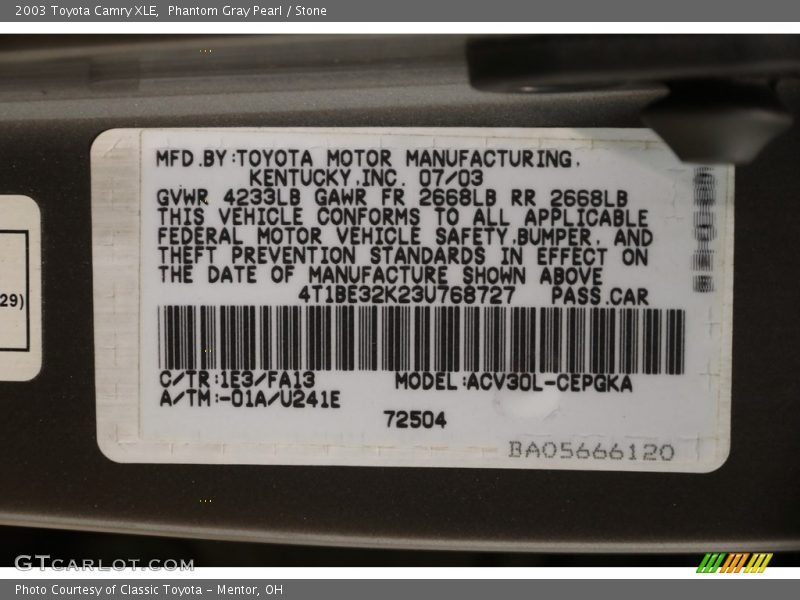 2003 Toyota Camry XLE,  Phantom Gray Pearl / Stone
MFD.BY:TOYOTA MOTOR MANUFACTURING,
KENTUCKY,INC. 07/03
GVWR 4233LB GAWR FR 2668LB RR 2668LB
THIS VEHICLE CONFORMS TO ALL APPLICABLE
FEDERAL MOTOR VEHICLE SAFETY,BUMPER, AND
THEFT PREVENTION STANDARDS IN EFFECT ON
THE DATE OF MANUFACTURE SHOWN ABOVE
4T1BE32K23U768727 PASS.CAR
29)
C/TR:1E3/FA13 MODEL:ACV30L-CEPGKA
A/TM:-01A/U241E
72504
BA05666120
GTCARLOT.COM
Photo Courtesy of Classic Toyota - Mentor, OH